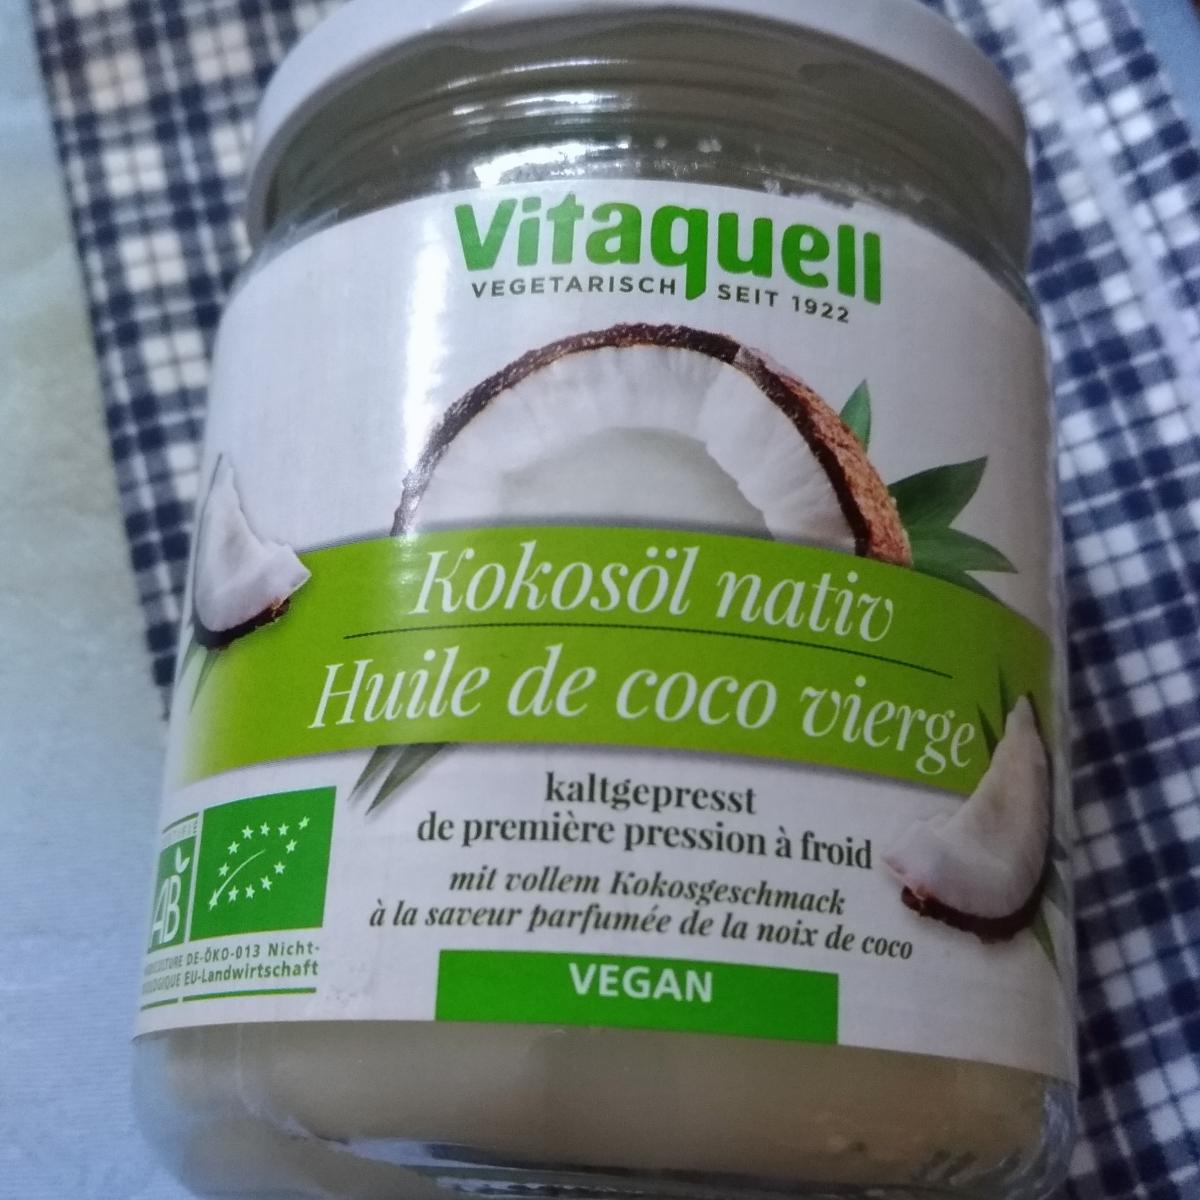 Vitaquell
VEGETARISCH SEIT 1922
Kokosöl nativ
Huile de coco vierge
kaltgepresst
de première pression à froid
mit vollem Kokosgeschmack
à la saveur parfumée de la noix de coco
VEGAN
AB
DE-ÖKO-013 Nicht-
EU-Landwirtschaft